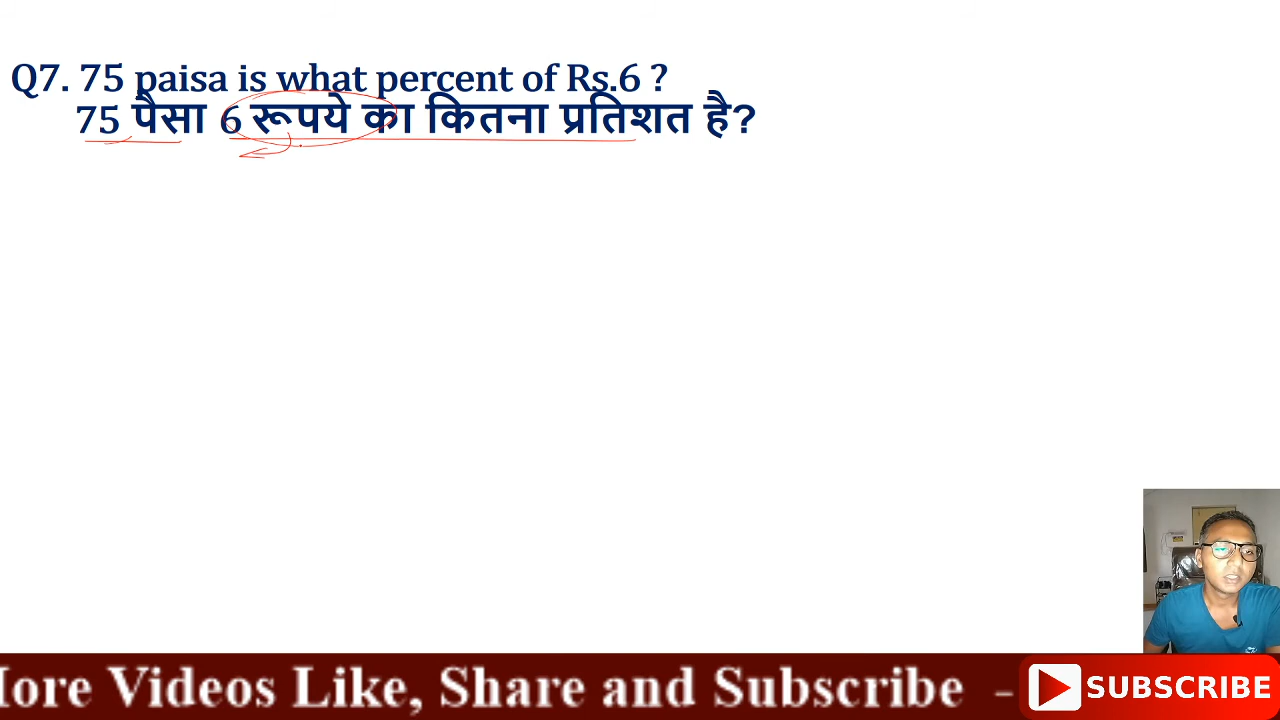 Q7. 75 paisa is what percent of Rs.6 ?
75 पैसा 6 रूपये का कितना प्रतिशत है?
More Videos Like, Share and Subscribe -
SUBSCRIBE